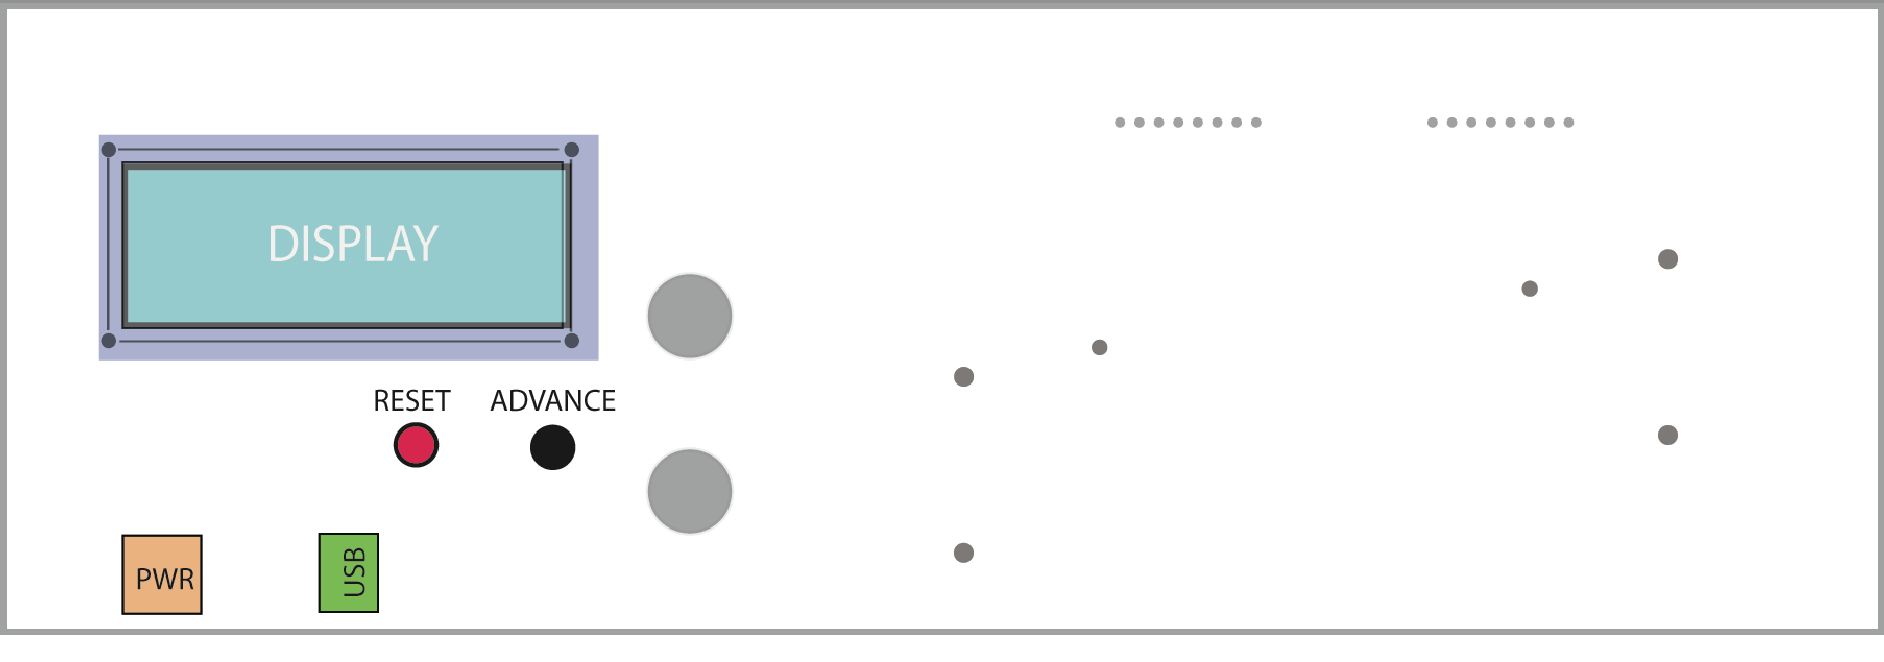 DISPLAY
RESET
ADVANCE
PWR
USB